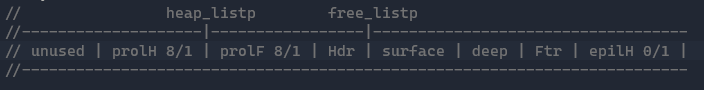 //                heap_listp        free_listp
//-------------------|-----------------|---------------------------------
// unused | prolH 8/1 | prolF 8/1 | Hdr | surface | deep | Ftr | epilH 0/1 |
//-----------------------------------------------------------------------